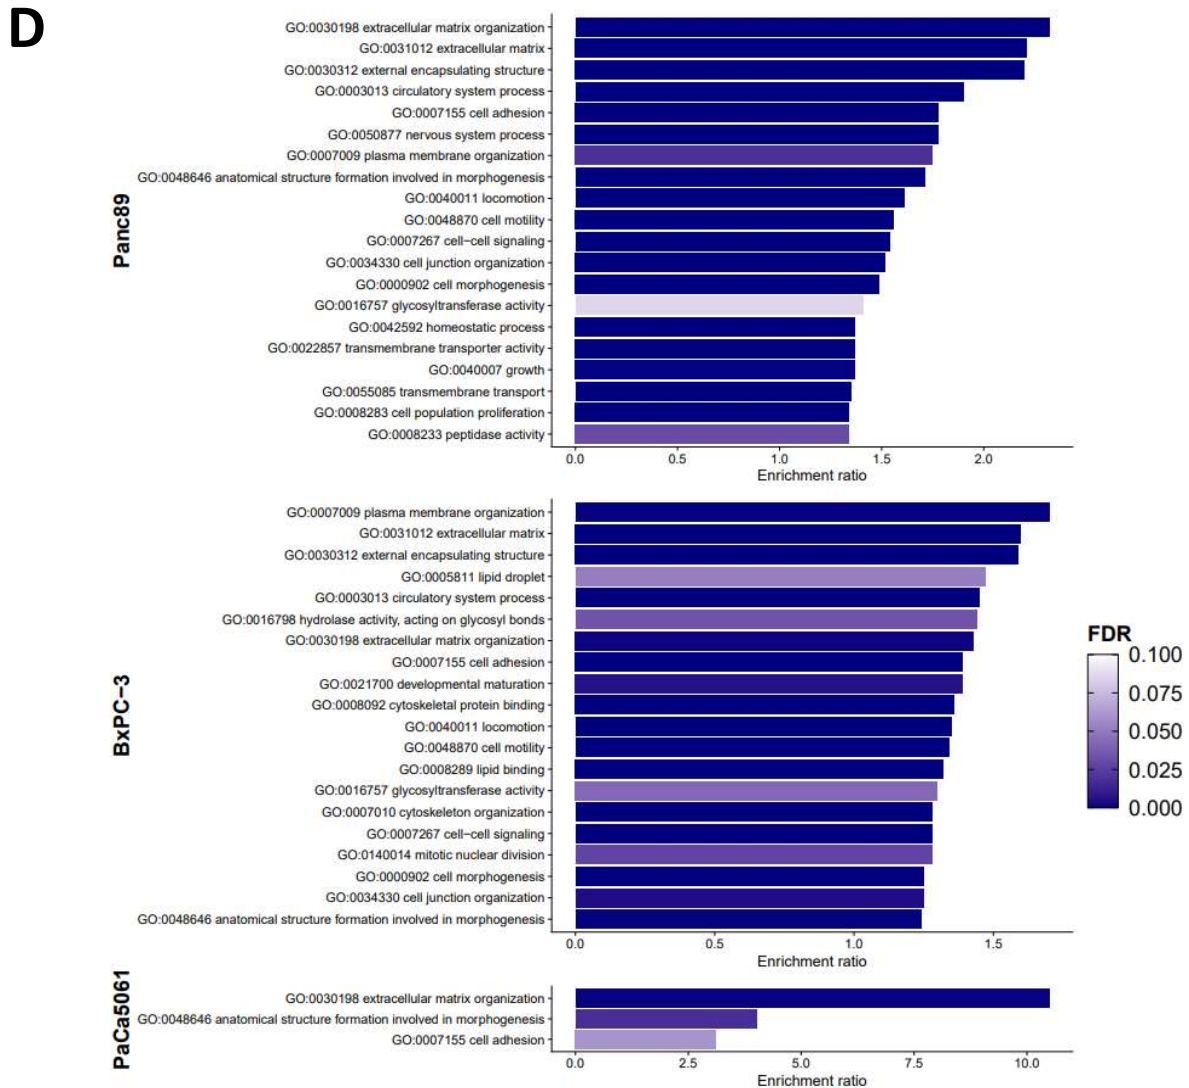 D
Panc89
GO:0030198 extracellular matrix organization
GO:0031012 extracellular matrix
GO:0030312 external encapsulating structure
GO:0003013 circulatory system process
GO:0007155 cell adhesion
GO:0050877 nervous system process
GO:0007009 plasma membrane organization
GO:0048646 anatomical structure formation involved in morphogenesis
GO:0040011 locomotion
GO:0048870 cell motility
GO:0007267 cell−cell signaling
GO:0034330 cell junction organization
GO:0000902 cell morphogenesis
GO:0016757 glycosyltransferase activity
GO:0042592 homeostatic process
GO:0022857 transmembrane transporter activity
GO:0040007 growth
GO:0055085 transmembrane transport
GO:0008283 cell population proliferation
GO:0008233 peptidase activity
0.0 0.5 1.0 1.5 2.0
Enrichment ratio
BxPC−3
GO:0007009 plasma membrane organization
GO:0031012 extracellular matrix
GO:0030312 external encapsulating structure
GO:0005811 lipid droplet
GO:0003013 circulatory system process
GO:0016798 hydrolase activity, acting on glycosyl bonds
GO:0030198 extracellular matrix organization
GO:0007155 cell adhesion
GO:0021700 developmental maturation
GO:0008092 cytoskeletal protein binding
GO:0040011 locomotion
GO:0048870 cell motility
GO:0008289 lipid binding
GO:0016757 glycosyltransferase activity
GO:0007010 cytoskeleton organization
GO:0007267 cell−cell signaling
GO:0140014 mitotic nuclear division
GO:0000902 cell morphogenesis
GO:0034330 cell junction organization
GO:0048646 anatomical structure formation involved in morphogenesis
0.0 0.5 1.0 1.5
Enrichment ratio
FDR
0.100
0.075
0.050
0.025
0.000
PaCa5061
GO:0030198 extracellular matrix organization
GO:0048646 anatomical structure formation involved in morphogenesis
GO:0007155 cell adhesion
0.0 2.5 5.0 7.5 10.0
Enrichment ratio